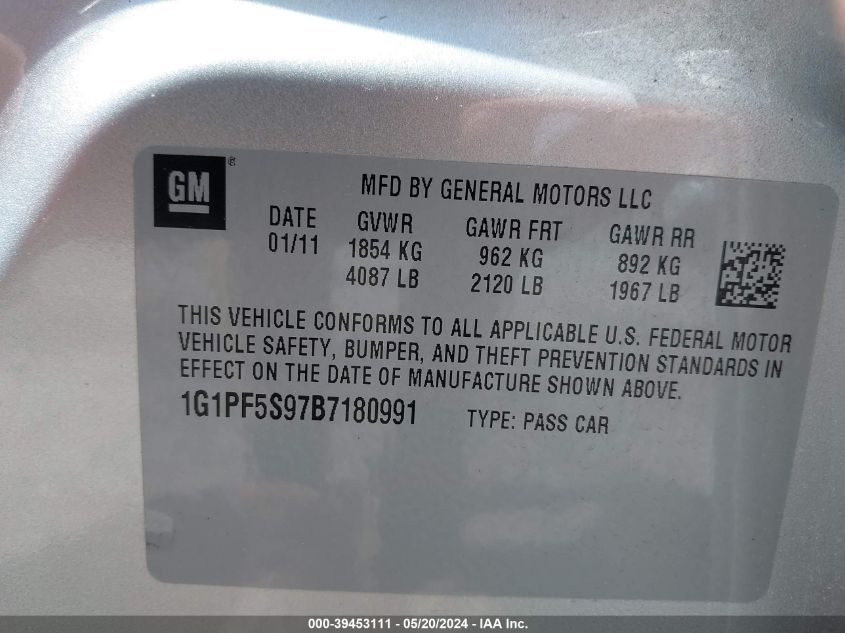 GM ®
MFD BY GENERAL MOTORS LLC
DATE GVWR GAWR FRT GAWR RR
01/11 1854 KG 962 KG 892 KG
4087 LB 2120 LB 1967 LB
THIS VEHICLE CONFORMS TO ALL APPLICABLE U.S. FEDERAL MOTOR
VEHICLE SAFETY, BUMPER, AND THEFT PREVENTION STANDARDS IN
EFFECT ON THE DATE OF MANUFACTURE SHOWN ABOVE.
1G1PF5S97B7180991 TYPE: PASS CAR
000-39453111 - 05/20/2024 - IAA Inc.